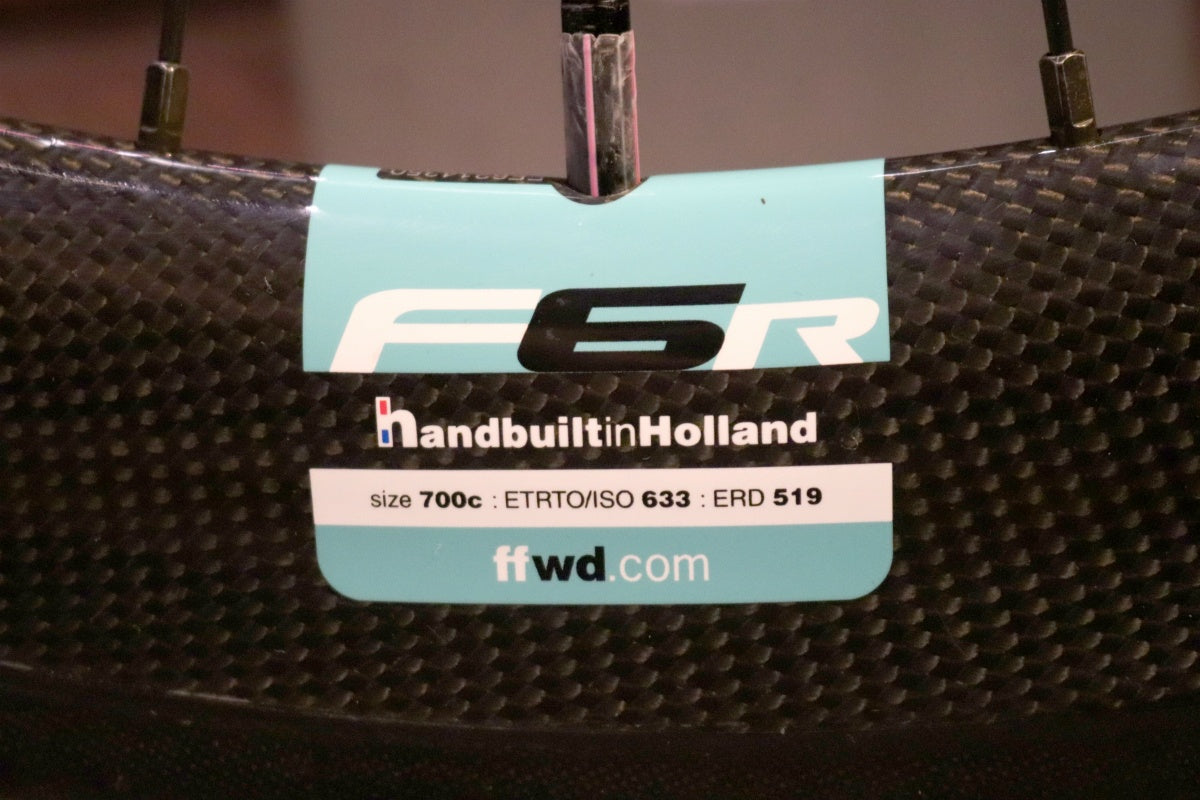 F6R
handbuiltinHolland
size 700c : ETRTO/ISO 633 : ERD 519
ffwd.com